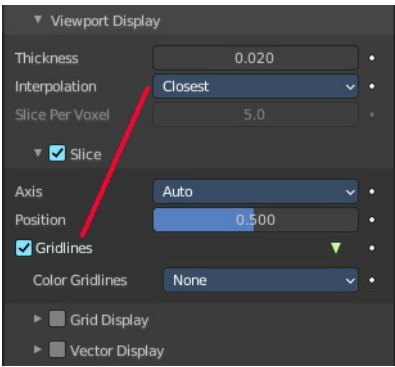 Viewport Display
Thickness 0.020
Interpolation Closest
Slice Per Voxel 5.0
Slice
Axis Auto
Position 0.500
Gridlines
Color Gridlines None
Grid Display
Vector Display